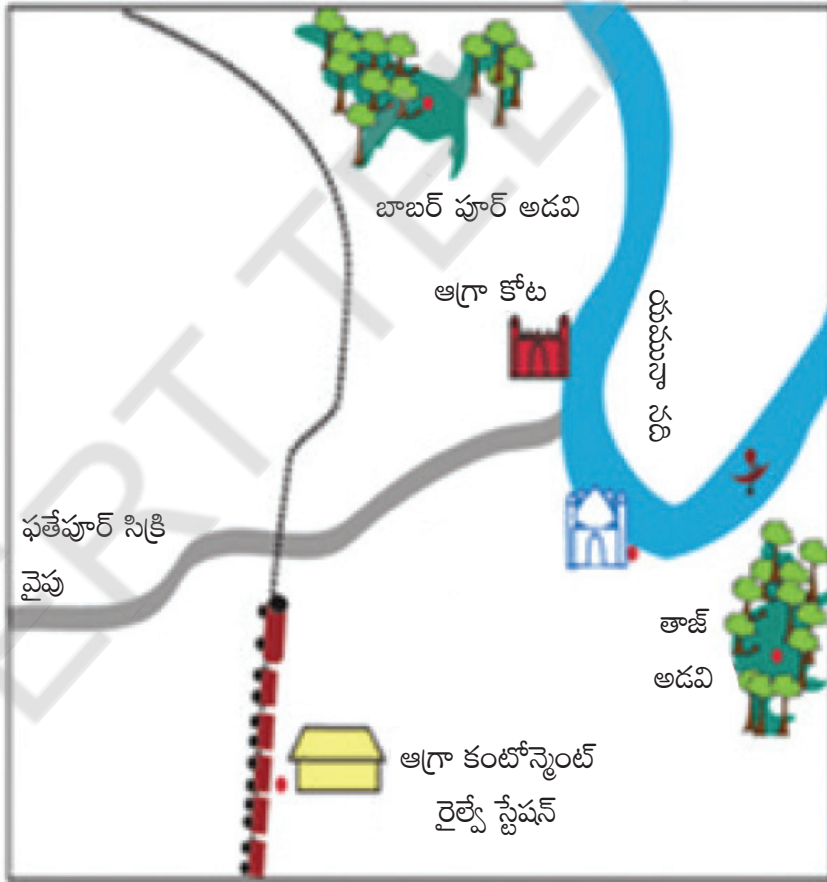 బాబర్ పూర్ అడవి
ఆగ్రా కోట
యమునా నది
ఫతేపూర్ సిక్రి
వైపు
తాజ్
అడవి
ఆగ్రా కంటోన్మెంట్
రైల్వే స్టేషన్